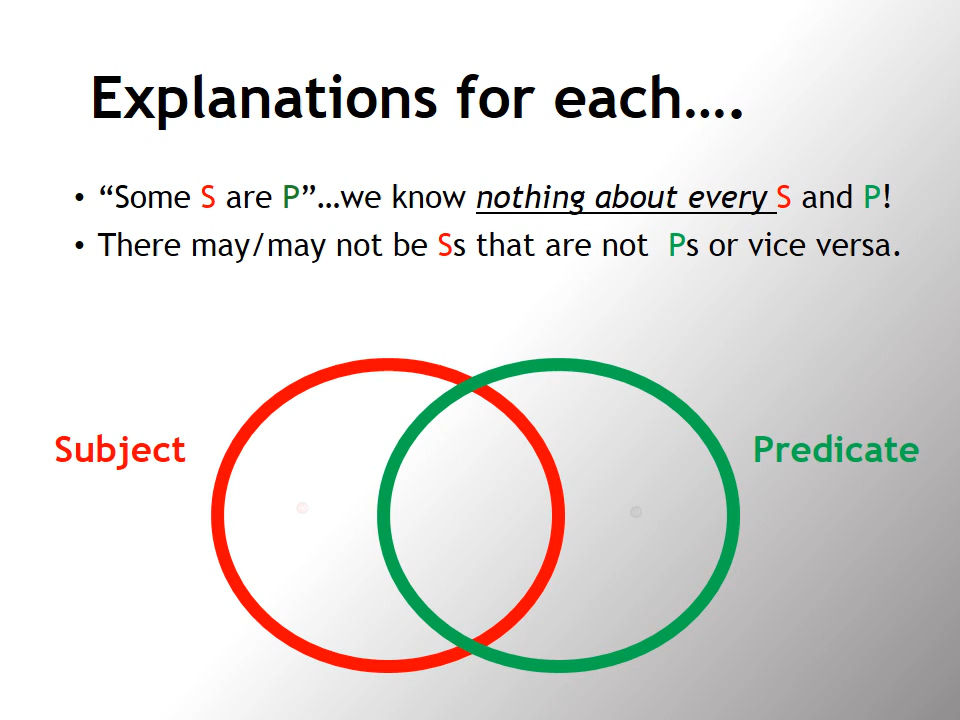 Explanations for each….
• “Some S are P”…we know nothing about every S and P!
• There may/may not be Ss that are not Ps or vice versa.
Subject
Predicate